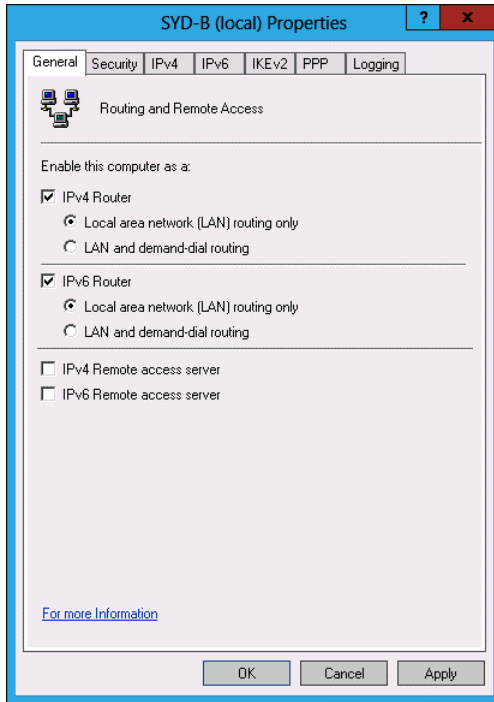 SYD-B (local) Properties
? x
General Security IPv4 IPv6 IKEv2 PPP Logging
Routing and Remote Access
Enable this computer as a:
IPv4 Router
Local area network (LAN) routing only
LAN and demand-dial routing
IPv6 Router
Local area network (LAN) routing only
LAN and demand-dial routing
IPv4 Remote access server
IPv6 Remote access server
For more Information
OK Cancel Apply